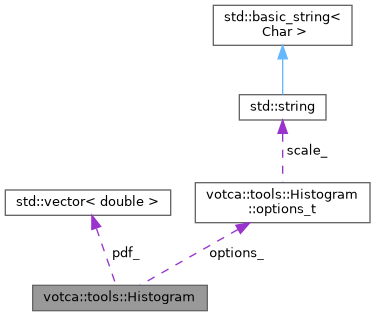 std::basic_string<
Char >
std::string
scale_
votca::tools::Histogram
::options_t
std::vector< double >
pdf_
options_
votca::tools::Histogram